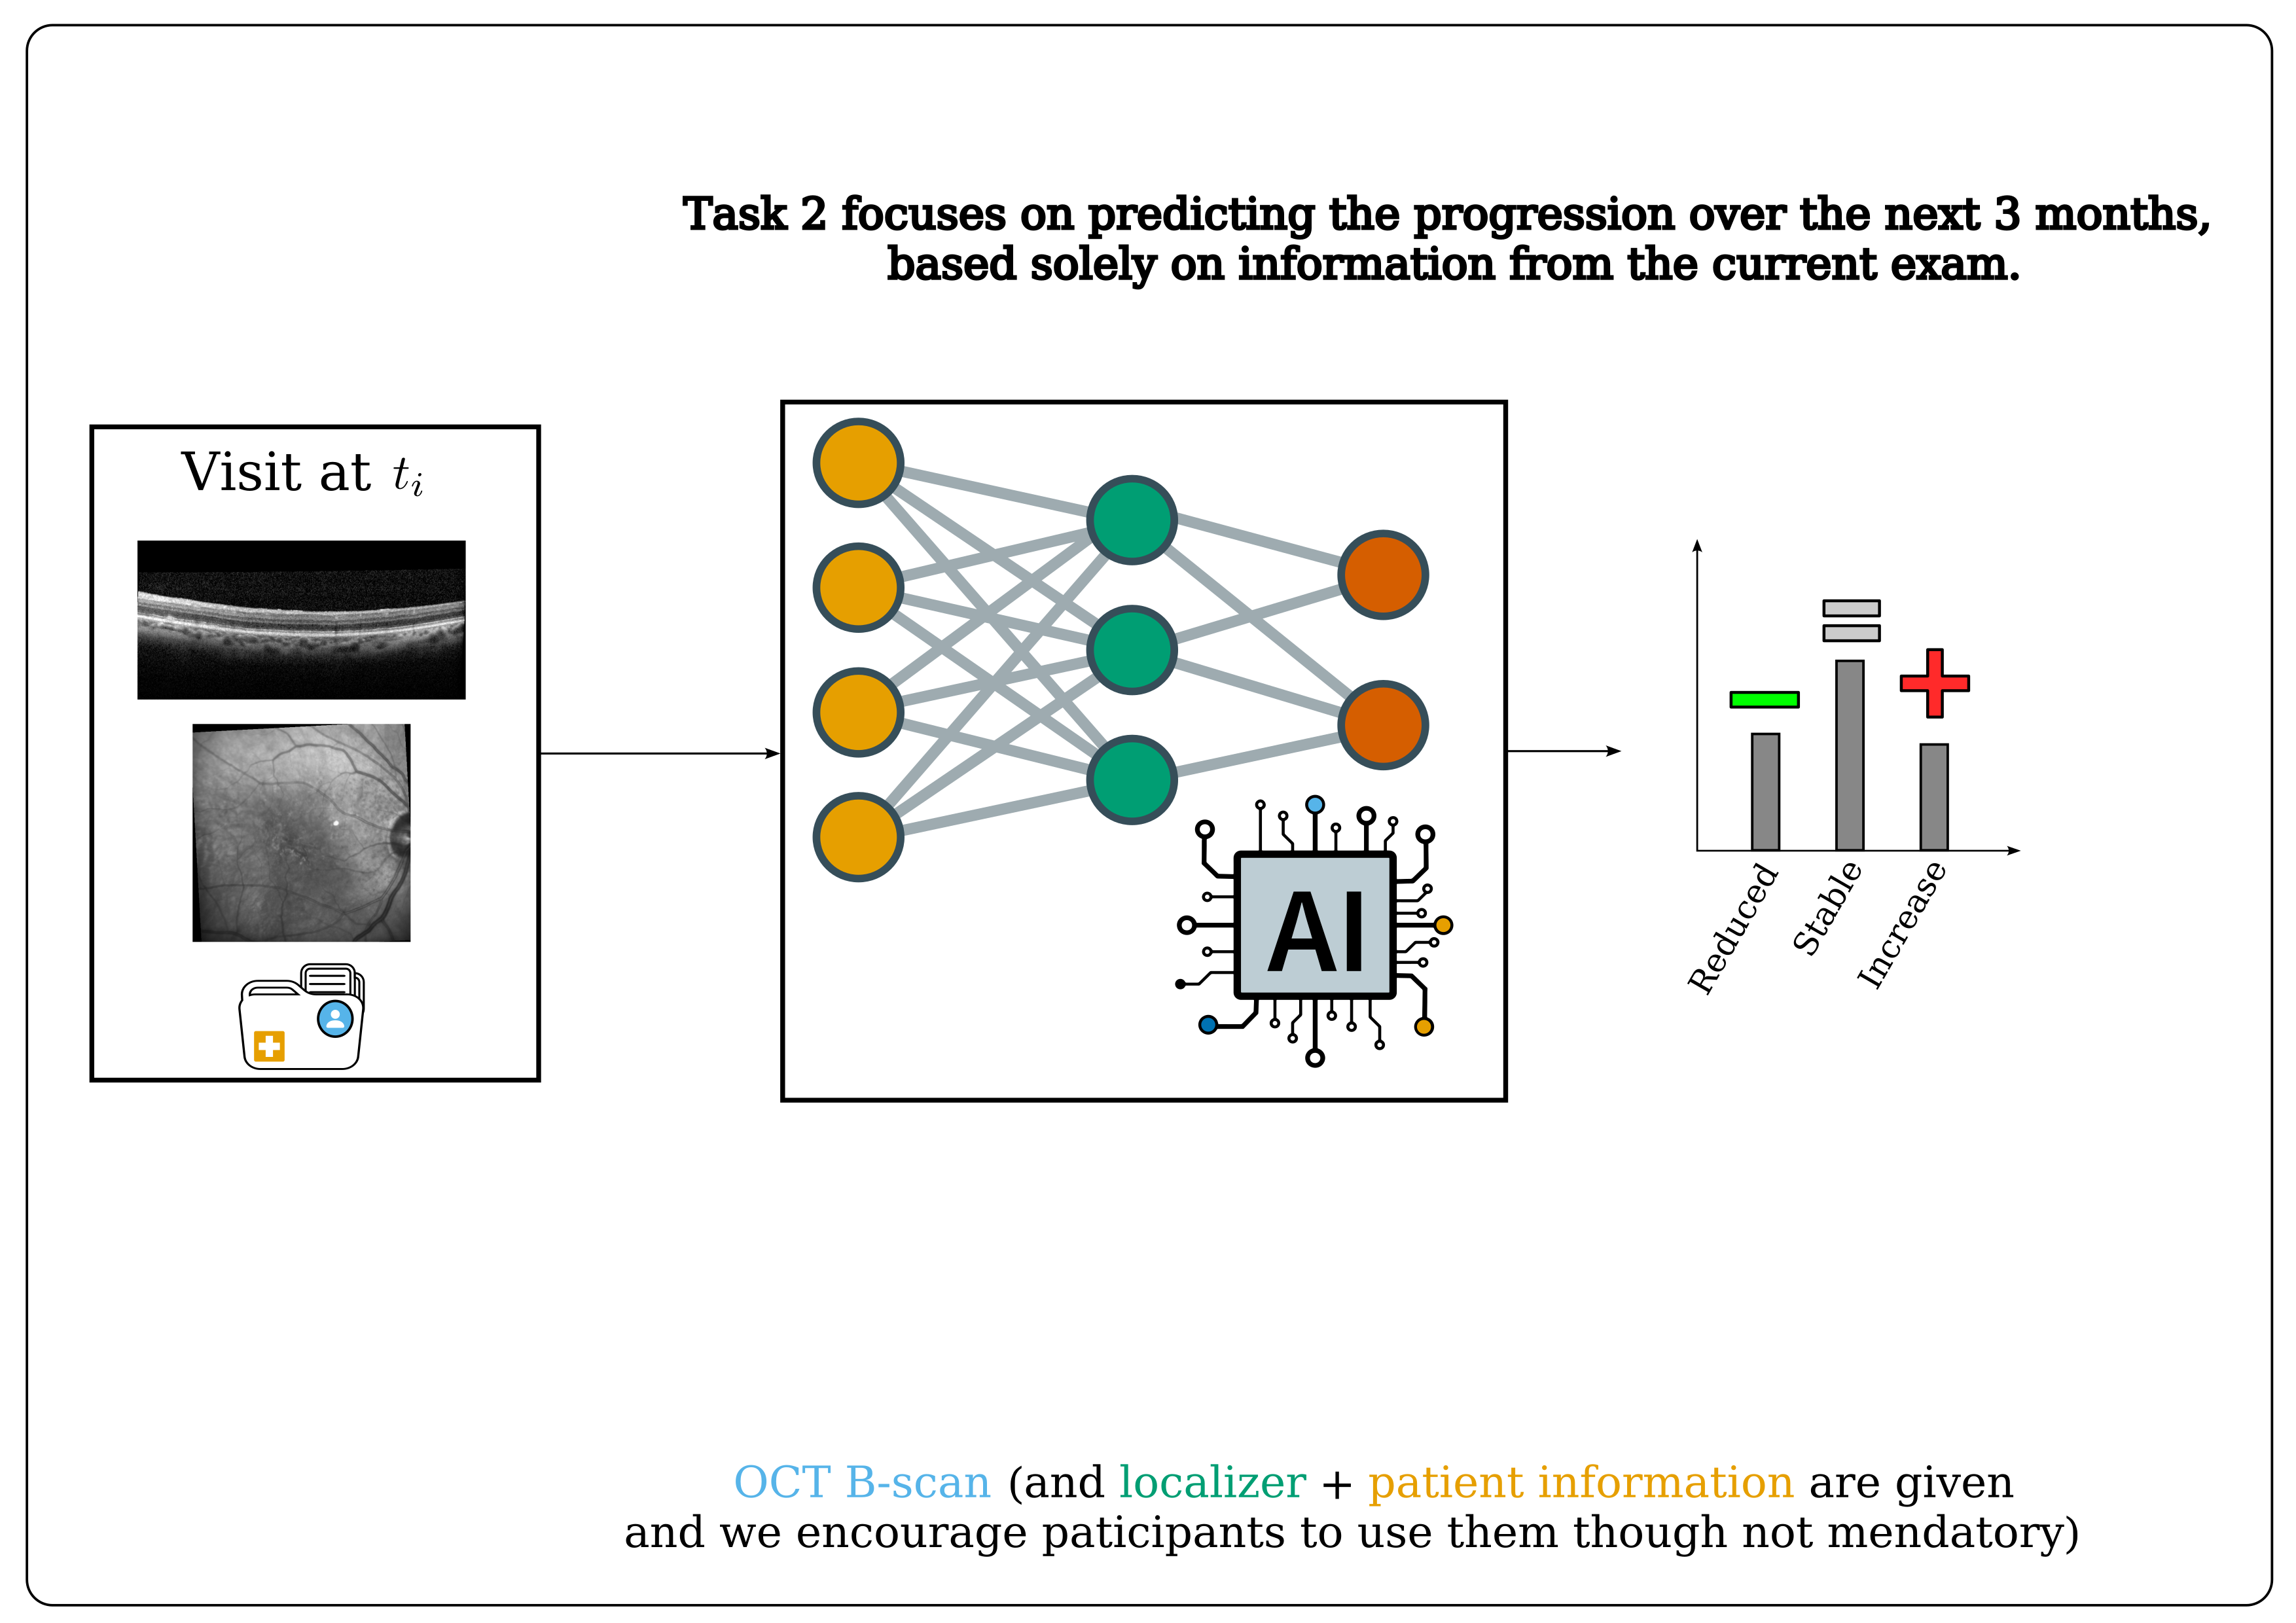 Task 2 focuses on predicting the progression over the next 3 months,
based solely on information from the current exam.
Visit at t_i
AI
Reduced
Stable
Increase
OCT B-scan (and localizer + patient information are given
and we encourage paticipants to use them though not mendatory)